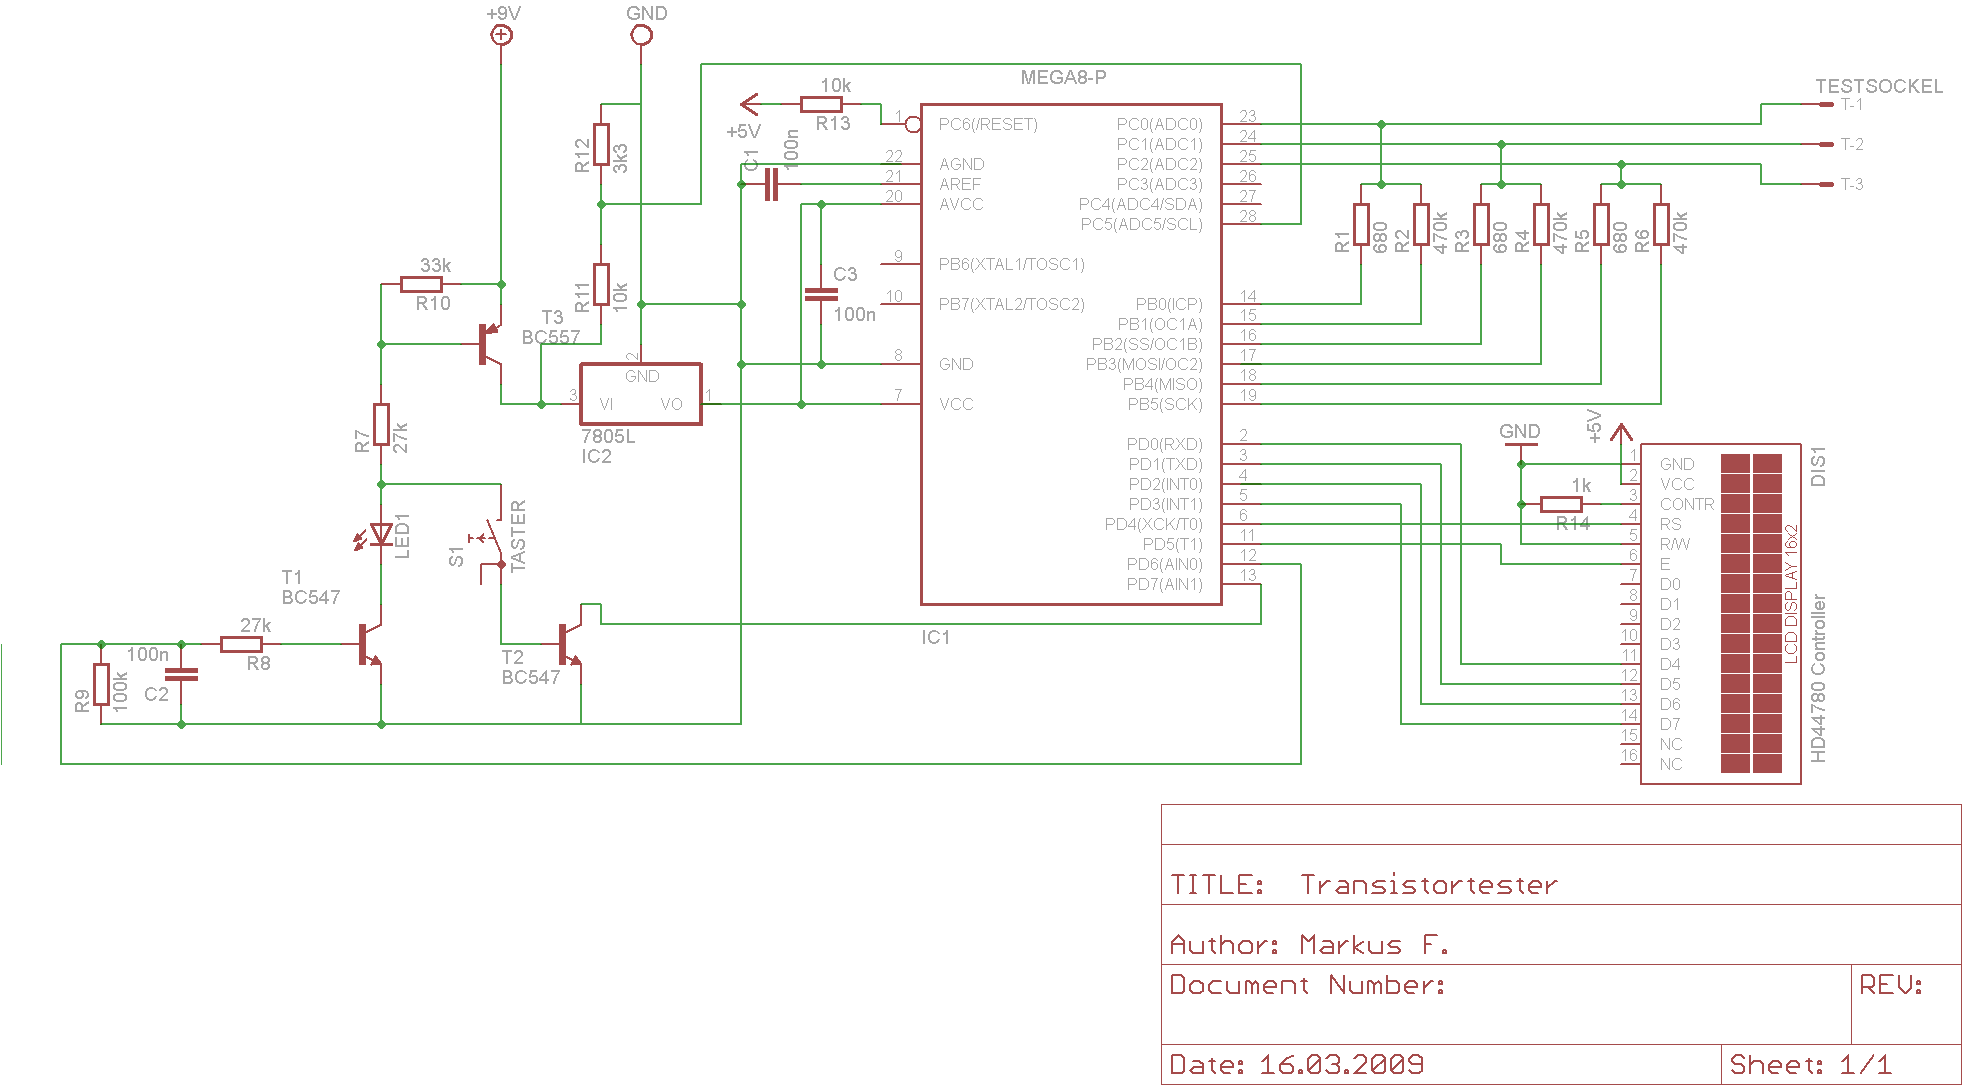 +9V
GND
MEGA8-P
TESTSOCKEL
10k
R13
+5V
C1
100n
R12
3k3
R11
10k
33k
R10
T3
BC557
C3
100n
GND
2
3
VI
VO
1
7805L
IC2
R7
27k
LED1
S1
TASTER
T1
BC547
27k
R8
100n
C2
R9
100k
T2
BC547
IC1
1
PC6(/RESET)
22
AGND
21
AREF
20
AVCC
9
PB6(XTAL1/TOSC1)
10
PB7(XTAL2/TOSC2)
8
GND
7
VCC
PC0(ADC0)
23
PC1(ADC1)
24
PC2(ADC2)
25
PC3(ADC3)
26
PC4(ADC4/SDA)
27
PC5(ADC5/SCL)
28
PB0(ICP)
14
PB1(OC1A)
15
PB2(SS/OC1B)
16
PB3(MOSI/OC2)
17
PB4(MISO)
18
PB5(SCK)
19
PD0(RXD)
2
PD1(TXD)
3
PD2(INT0)
4
PD3(INT1)
5
PD4(XCK/T0)
6
PD5(T1)
11
PD6(AIN0)
12
PD7(AIN1)
13
T-1
T-2
T-3
R1
680
R2
470k
R3
680
R4
470k
R5
680
R6
470k
GND
+5V
1k
R14
1
GND
2
VCC
3
CONTR
4
RS
5
R/W
6
E
7
D0
8
D1
9
D2
10
D3
11
D4
12
D5
13
D6
14
D7
15
NC
16
NC
DIS1
LCD DISPLAY 16x2
HD44780 Controller
TITLE: Transistortester
Author: Markus F.
Document Number:
REV:
Date: 16.03.2009
Sheet: 1/1